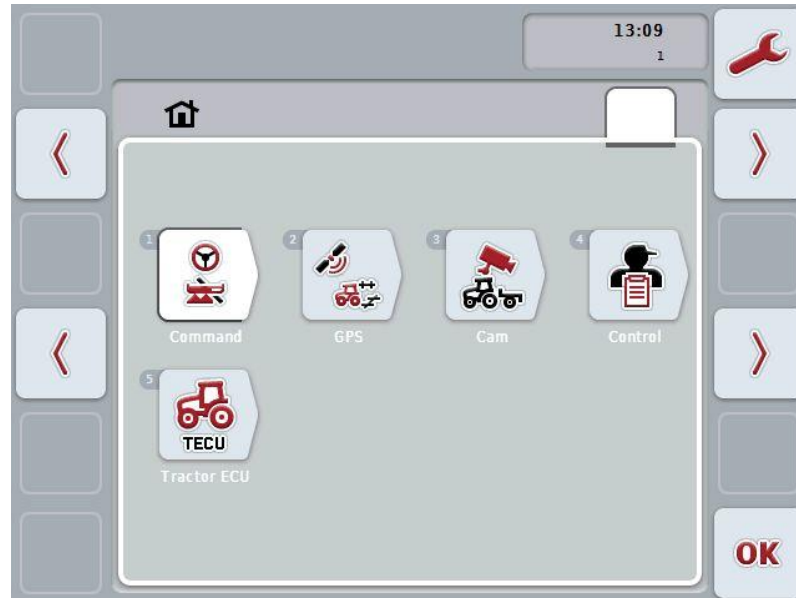 13:09
1
1
2
3
4
Command
GPS
Cam
Control
5
TECU
Tractor ECU
OK